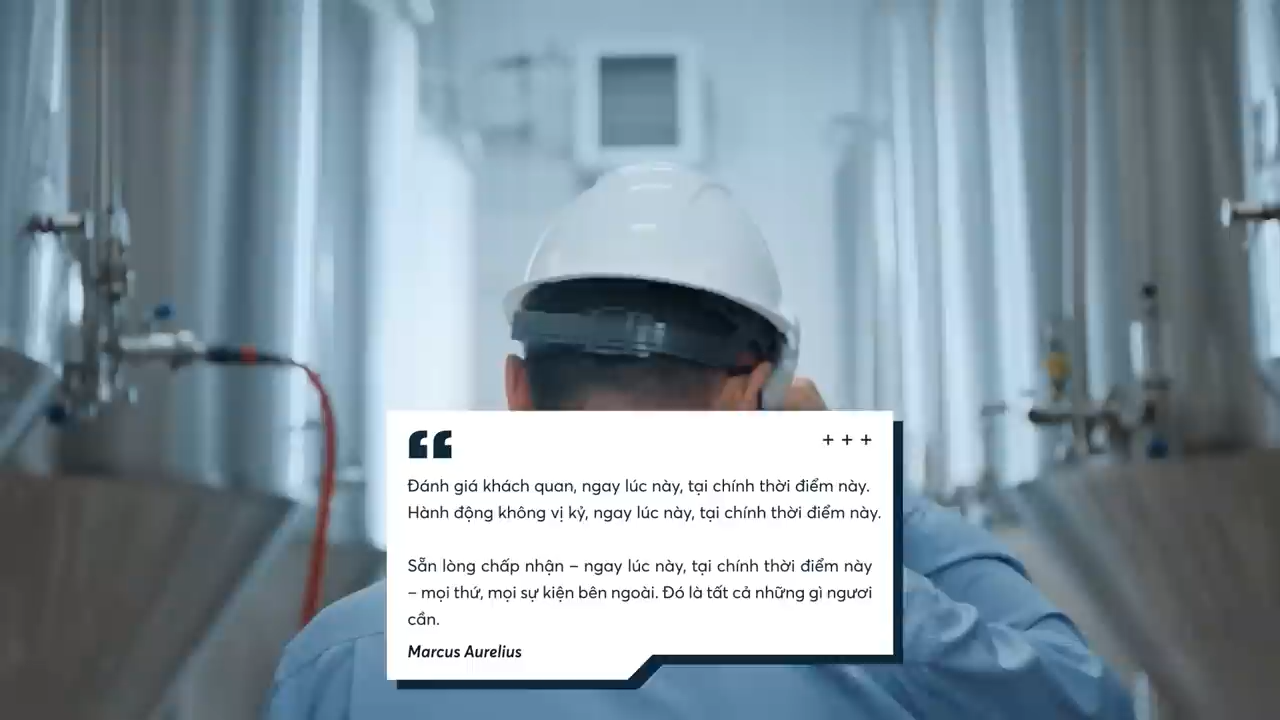 Đánh giá khách quan, ngay lúc này, tại chính thời điểm này.
Hành động không vị kỷ, ngay lúc này, tại chính thời điểm này.
Sẵn lòng chấp nhận – ngay lúc này, tại chính thời điểm này
– mọi thứ, mọi sự kiện bên ngoài. Đó là tất cả những gì ngươi
cần.
Marcus Aurelius